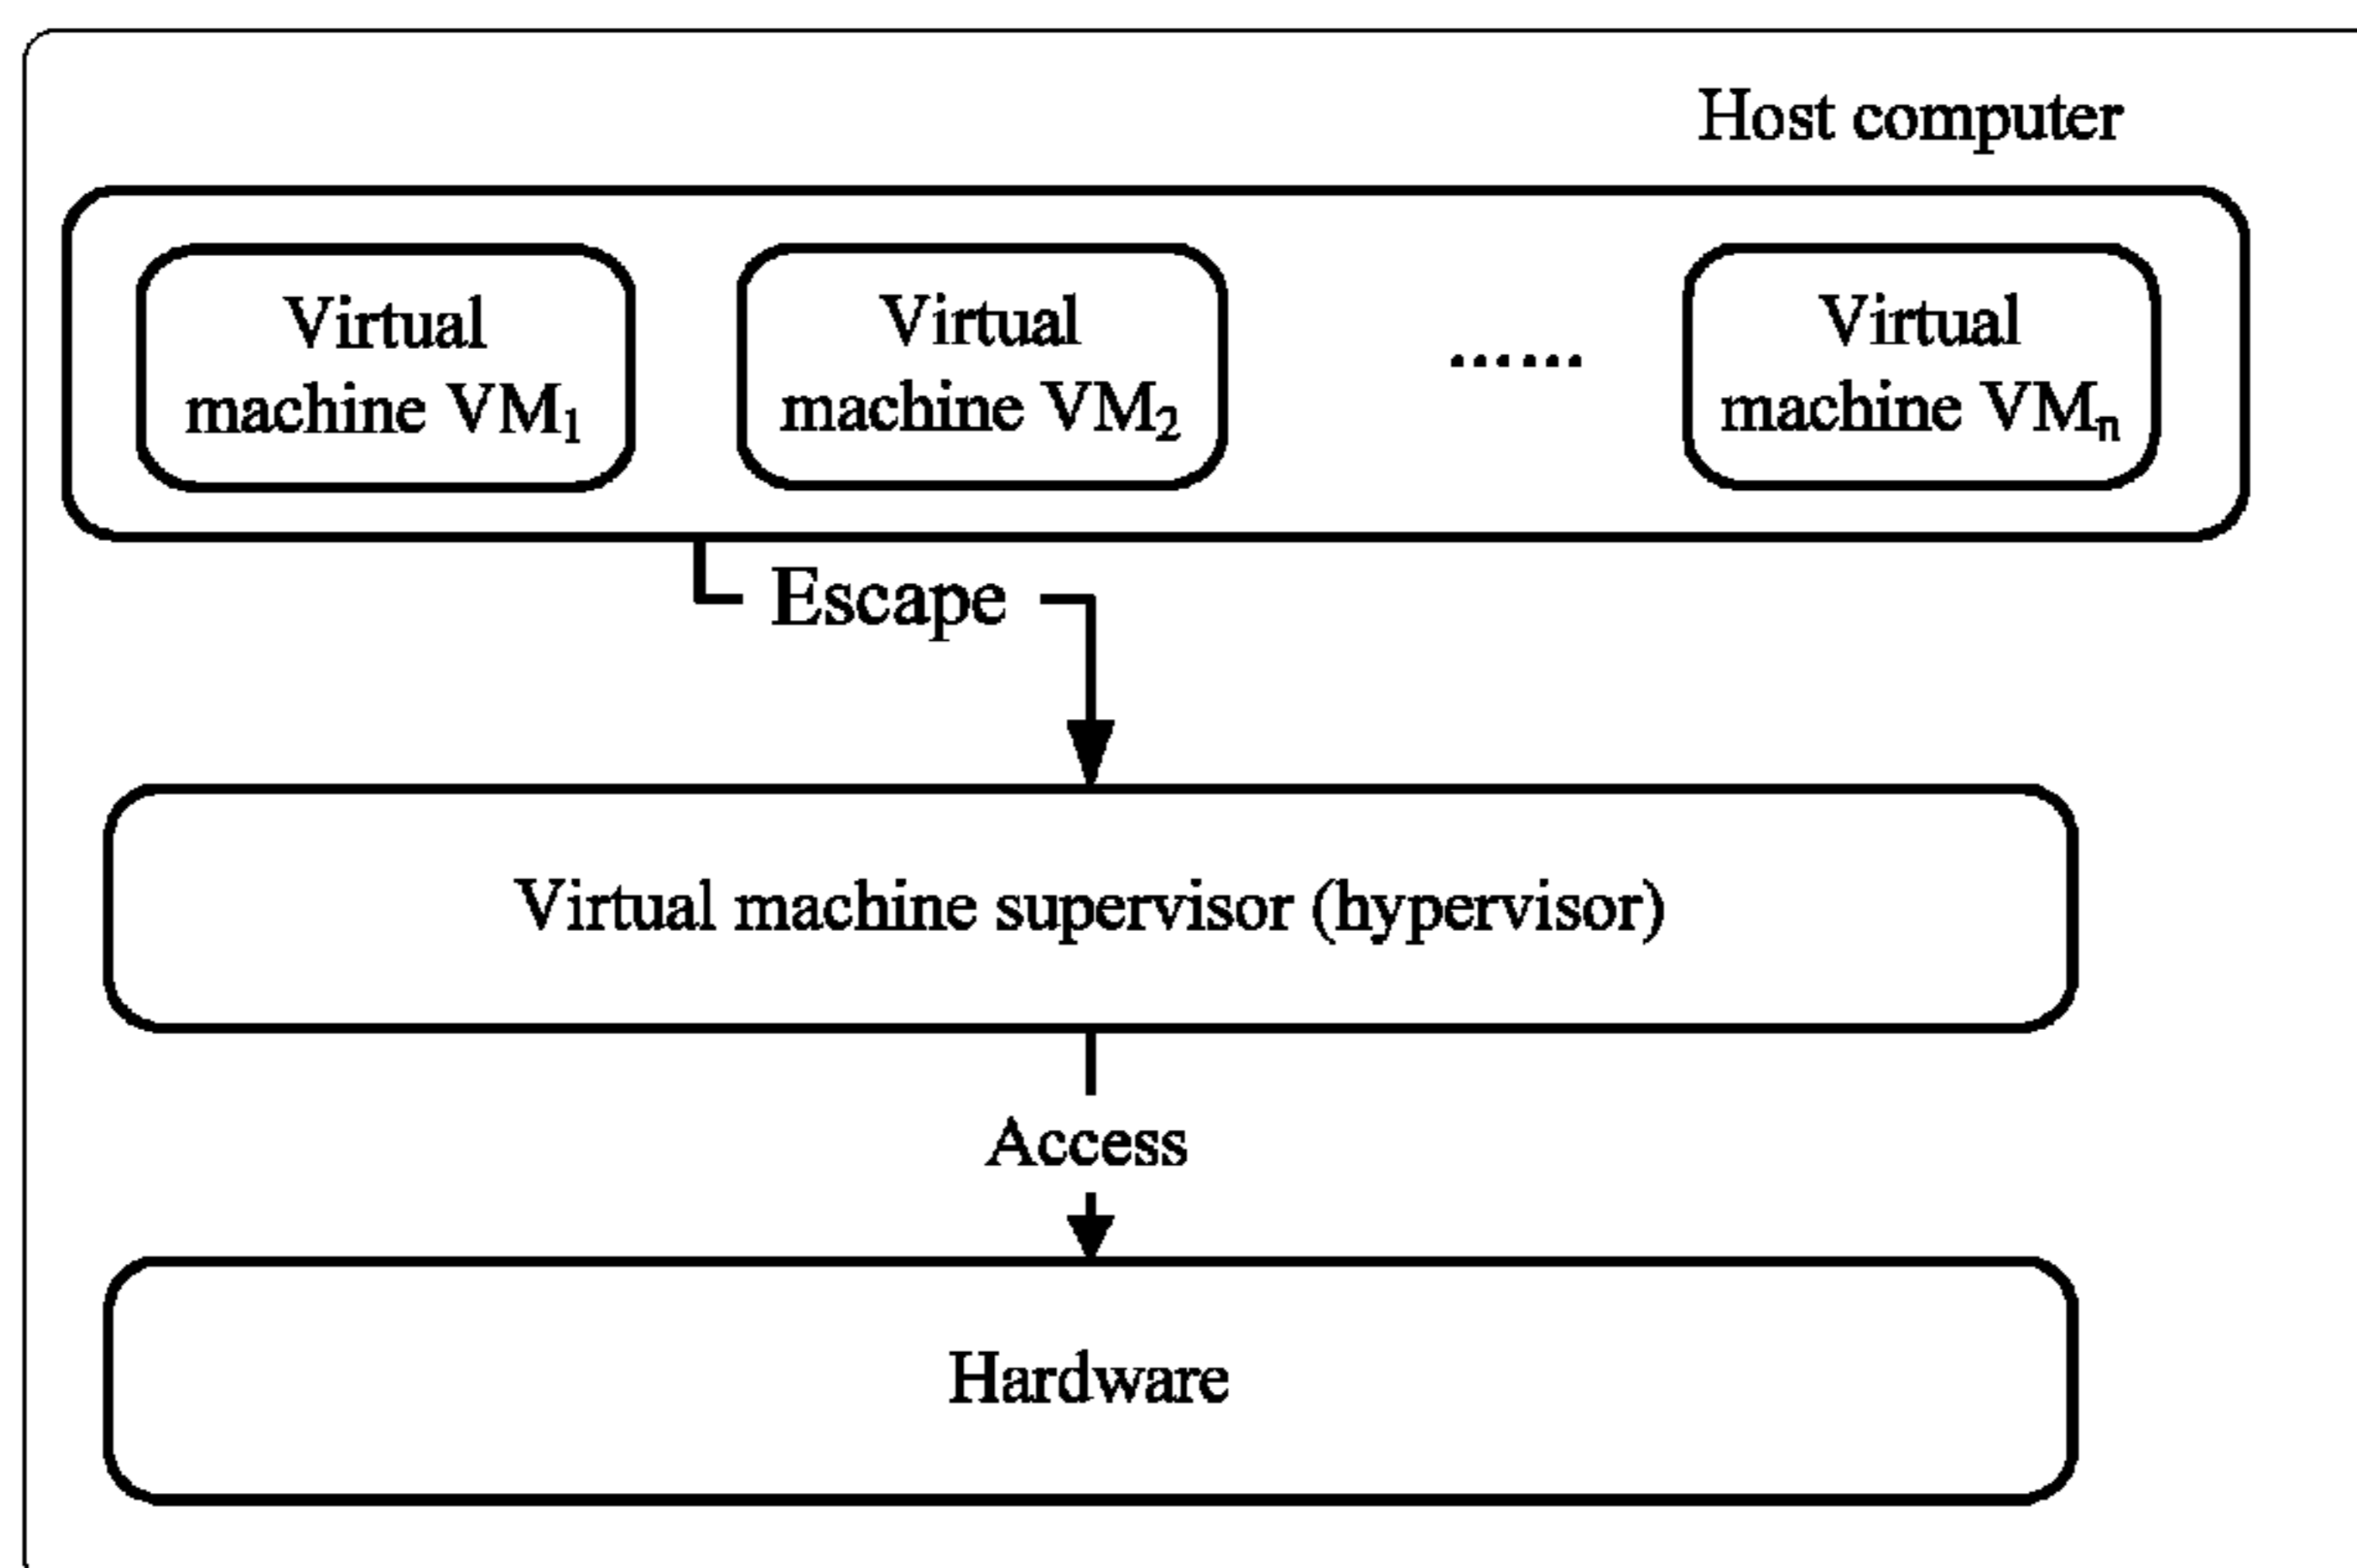 Host computer
Virtual
machine VM₁
Virtual
machine VM₂
......
Virtual
machine VMₙ
Escape
Virtual machine supervisor (hypervisor)
Access
Hardware